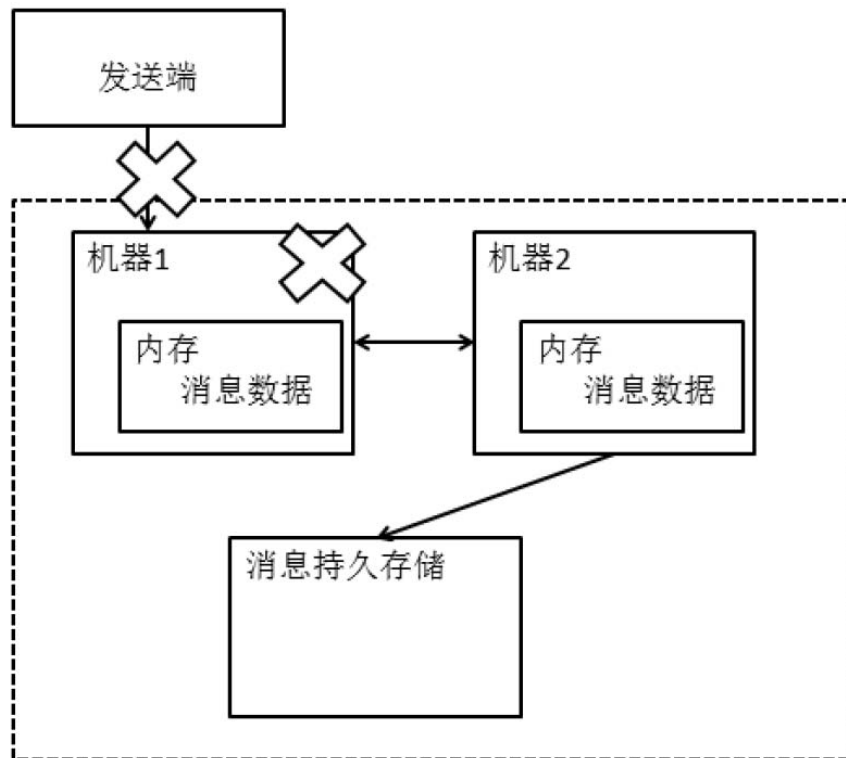 发送端
机器1
内存
消息数据
机器2
内存
消息数据
消息持久存储